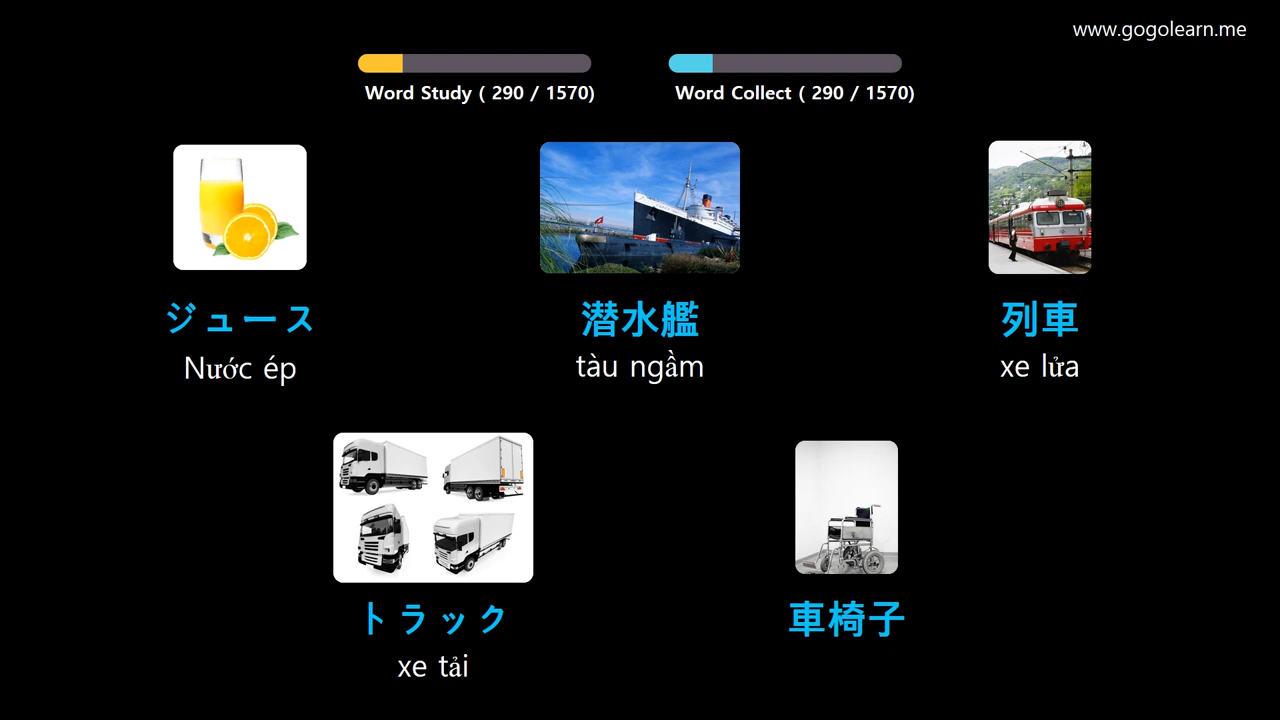 www.gogolearn.me
Word Study ( 290 / 1570)
Word Collect ( 290 / 1570)
ジュース
Nước ép
潜水艦
tàu ngầm
列車
xe lửa
トラック
xe tải
車椅子